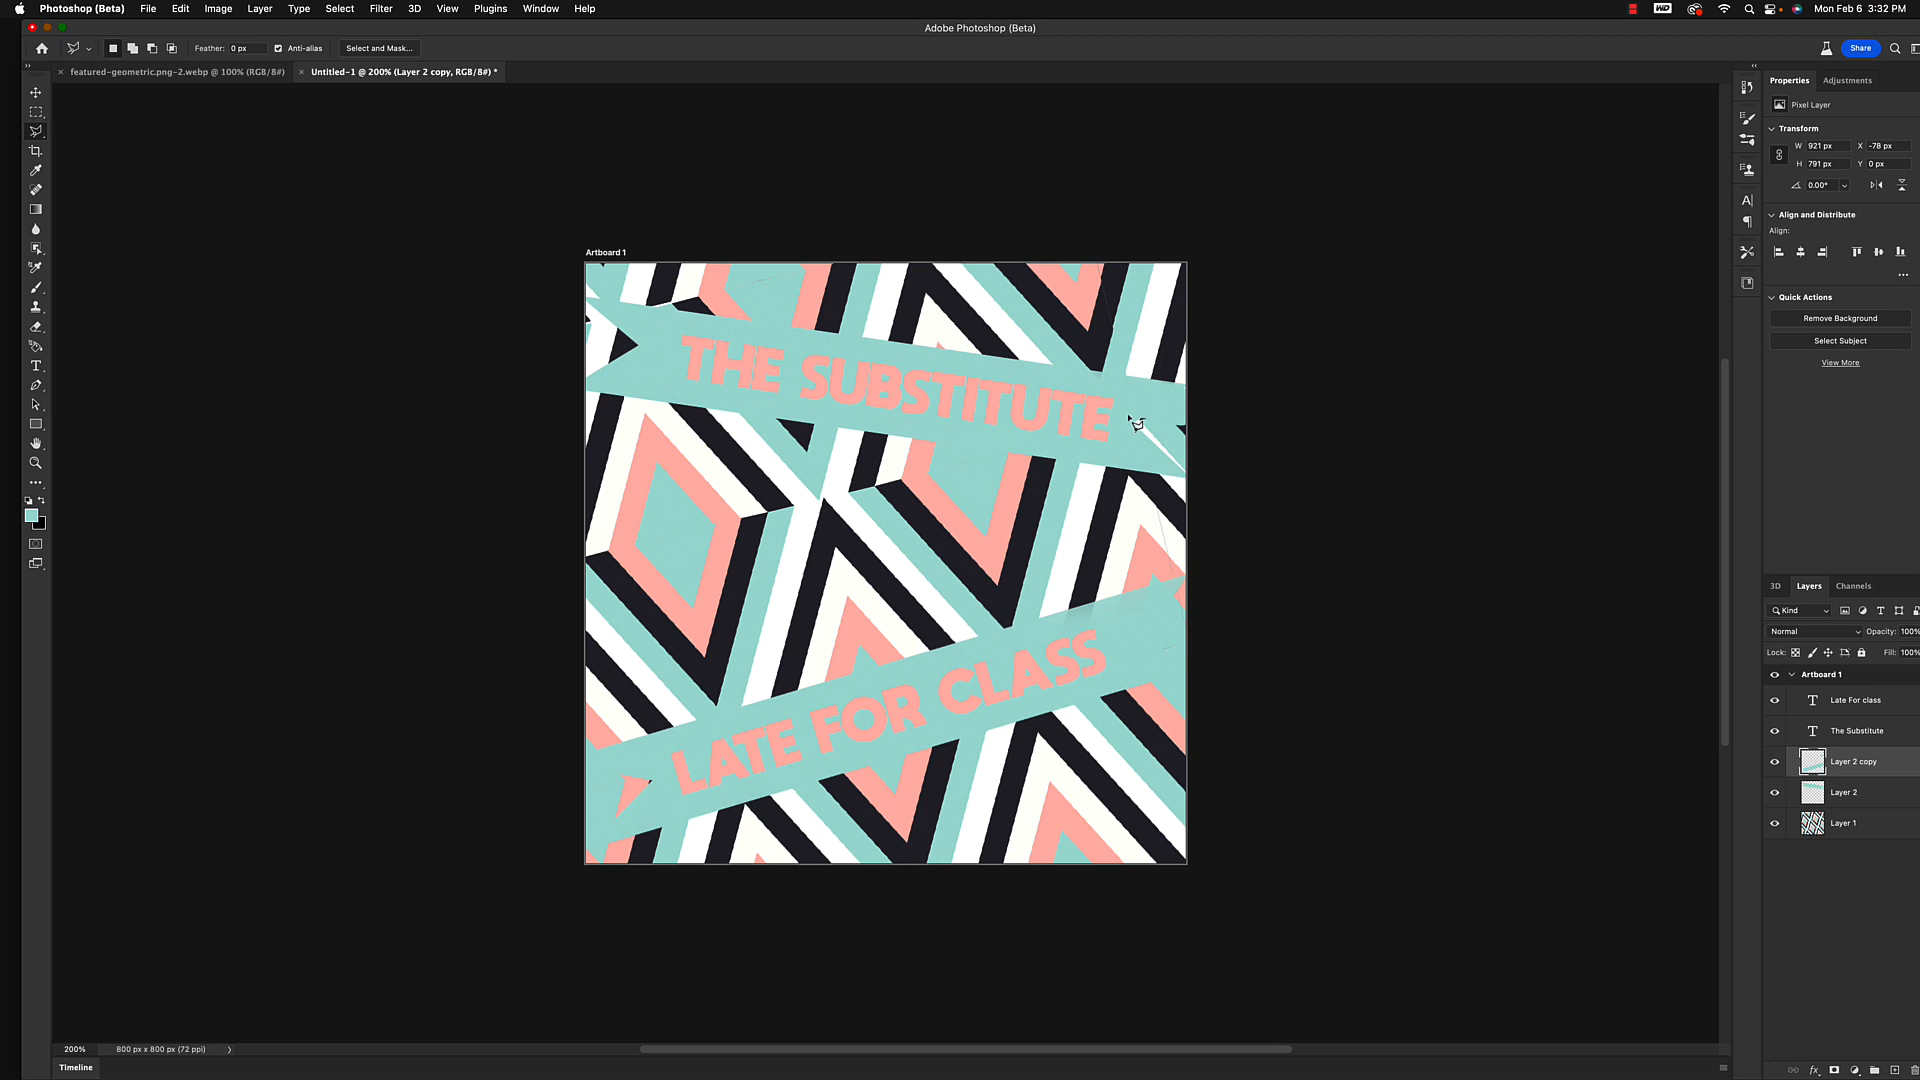 Photoshop (Beta) File Edit Image Layer Type Select Filter 3D View Plugins Window Help
WD
Mon Feb 6 3:32 PM
Adobe Photoshop (Beta)
Feather: 0 px Anti-alias Select and Mask...
Share
featured-geometric.png-2.webp @ 100% (RGB/8#)
Untitled-1 @ 200% (Layer 2 copy, RGB/8#) *
Properties Adjustments
Pixel Layer
Transform
W 921 px X -78 px
H 791 px Y 0 px
0.00°
Align and Distribute
Align:
Quick Actions
Remove Background
Select Subject
View More
Artboard 1
THE SUBSTITUTE
LATE FOR CLASS
3D Layers Channels
Kind
Normal Opacity: 100%
Lock: Fill: 100%
Artboard 1
Late For class
The Substitute
Layer 2 copy
Layer 2
Layer 1
fx
200% 800 px x 800 px (72 ppi)
Timeline